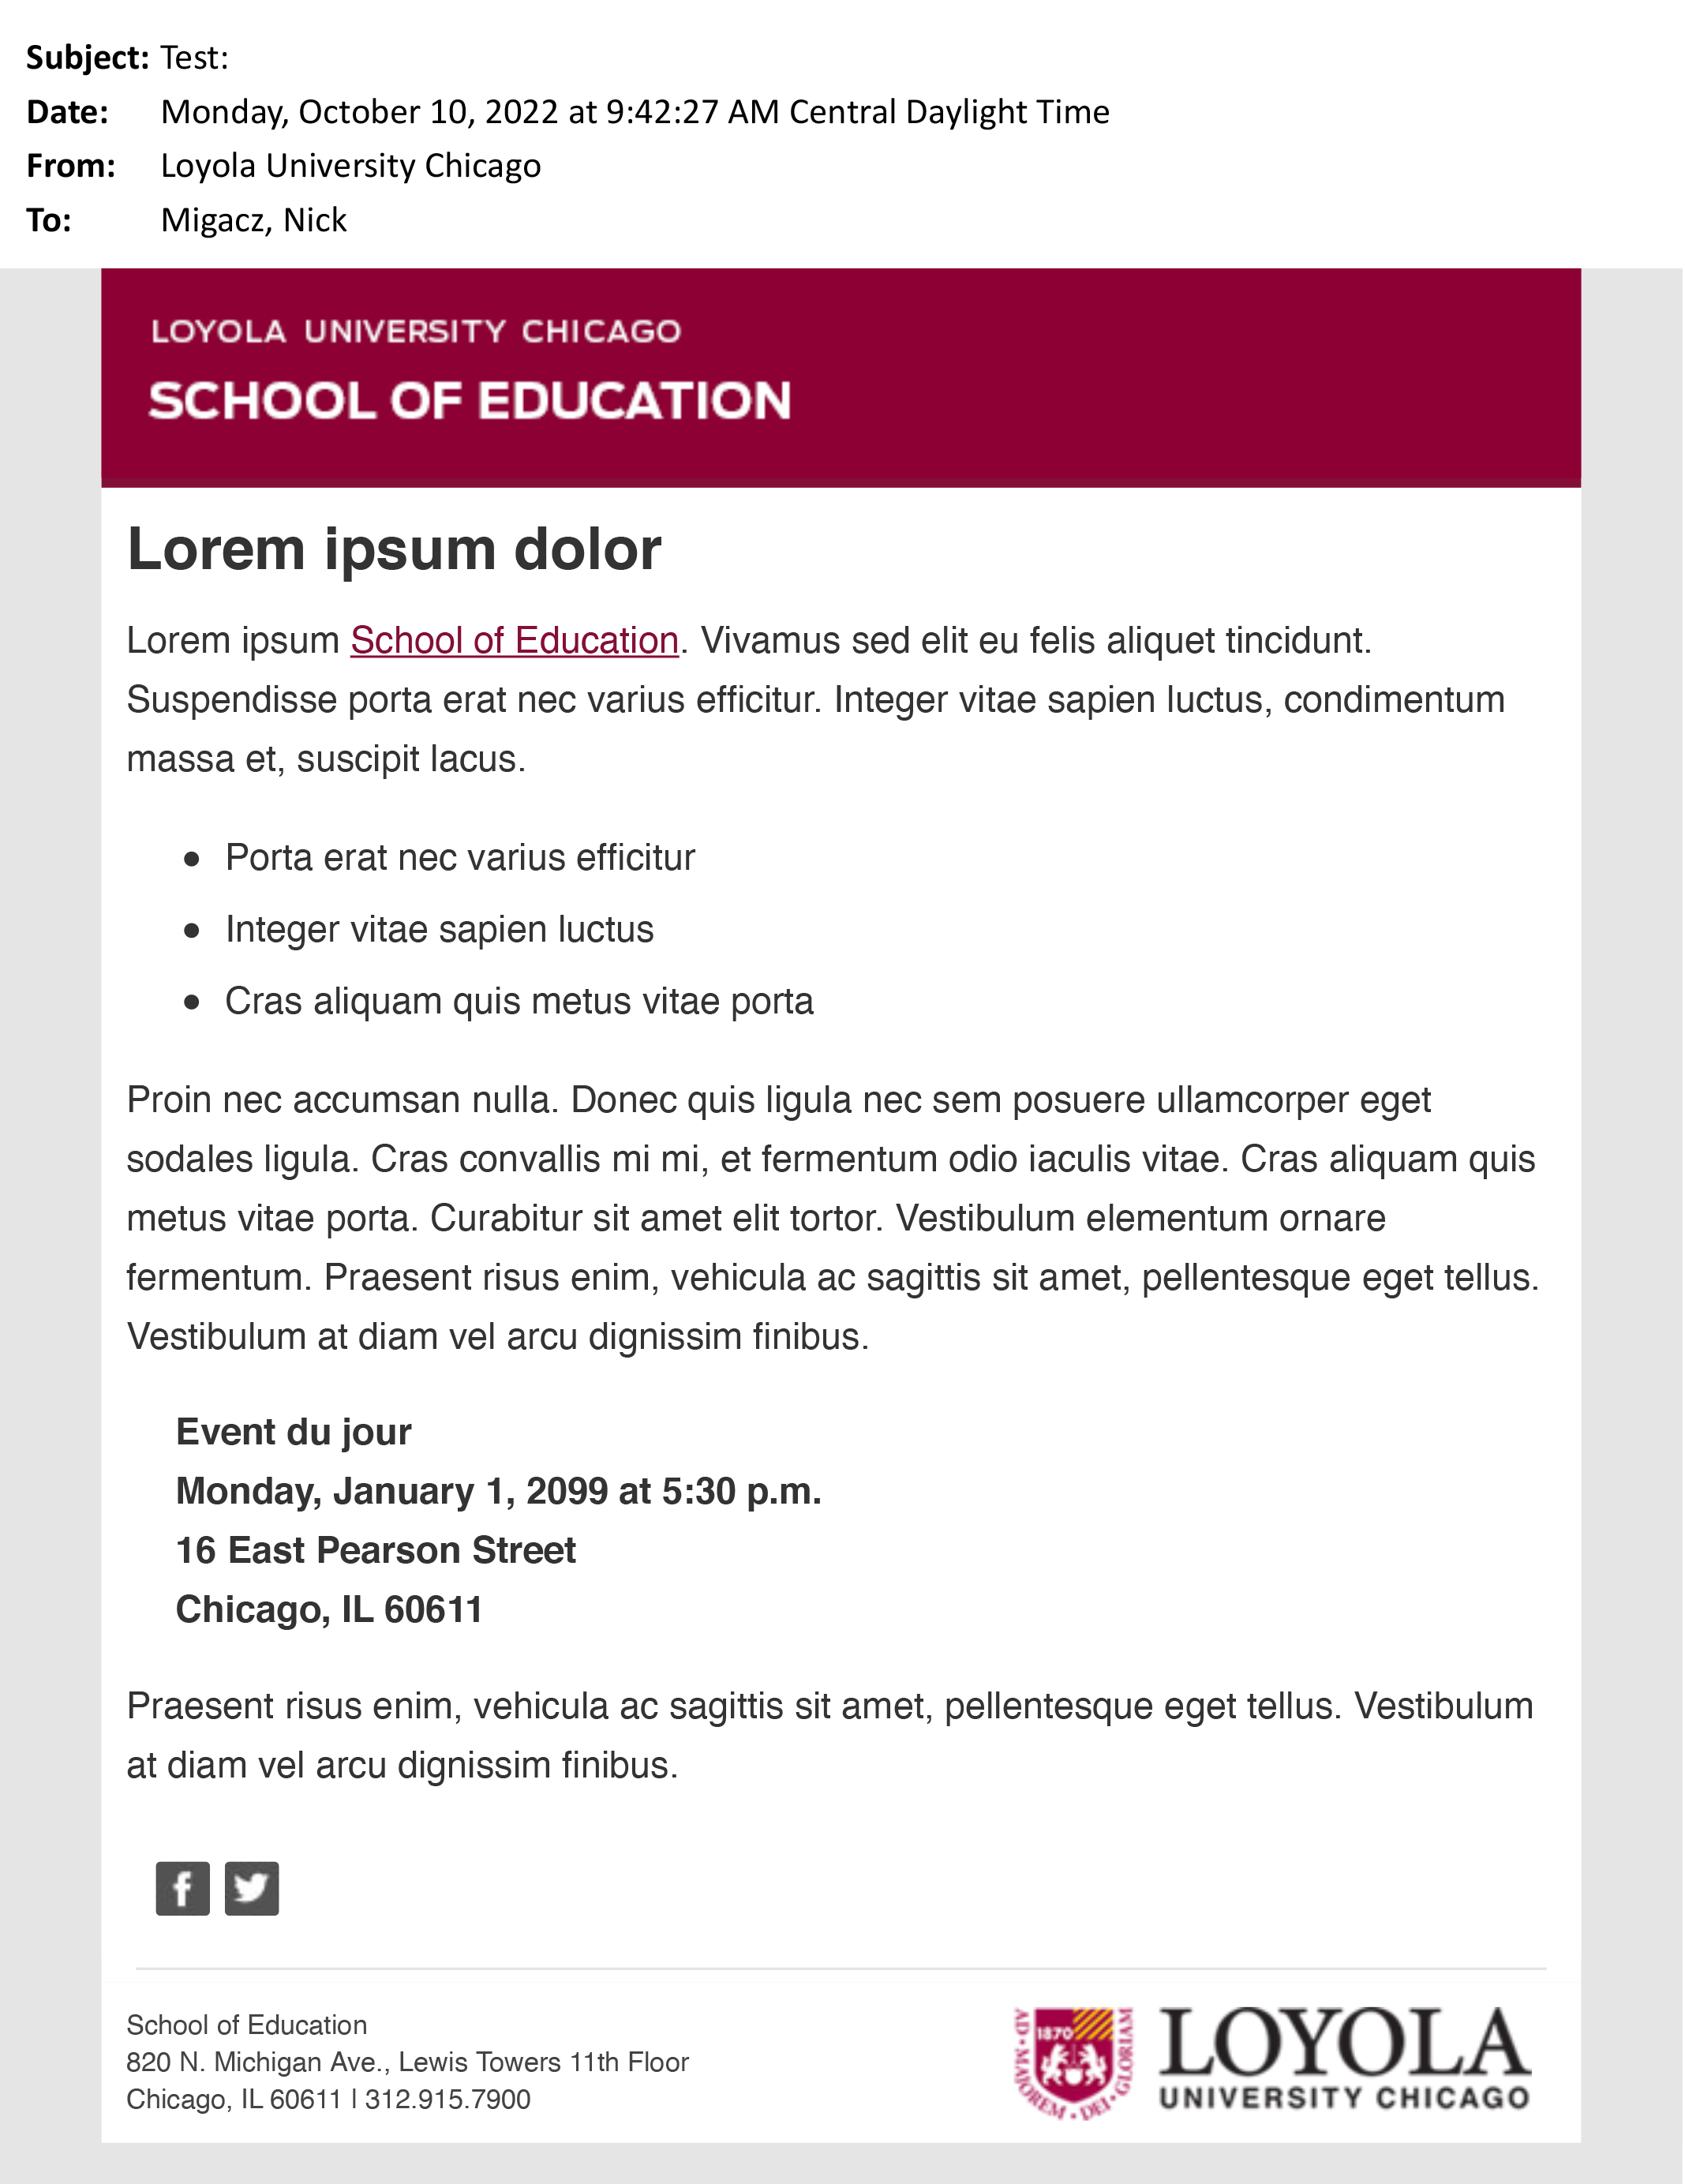 Subject: Test:
Date: Monday, October 10, 2022 at 9:42:27 AM Central Daylight Time
From: Loyola University Chicago
To: Migacz, Nick
LOYOLA UNIVERSITY CHICAGO
SCHOOL OF EDUCATION
Lorem ipsum dolor
Lorem ipsum School of Education. Vivamus sed elit eu felis aliquet tincidunt.
Suspendisse porta erat nec varius efficitur. Integer vitae sapien luctus, condimentum
massa et, suscipit lacus.
• Porta erat nec varius efficitur
• Integer vitae sapien luctus
• Cras aliquam quis metus vitae porta
Proin nec accumsan nulla. Donec quis ligula nec sem posuere ullamcorper eget
sodales ligula. Cras convallis mi mi, et fermentum odio iaculis vitae. Cras aliquam quis
metus vitae porta. Curabitur sit amet elit tortor. Vestibulum elementum ornare
fermentum. Praesent risus enim, vehicula ac sagittis sit amet, pellentesque eget tellus.
Vestibulum at diam vel arcu dignissim finibus.
Event du jour
Monday, January 1, 2099 at 5:30 p.m.
16 East Pearson Street
Chicago, IL 60611
Praesent risus enim, vehicula ac sagittis sit amet, pellentesque eget tellus. Vestibulum
at diam vel arcu dignissim finibus.
School of Education
820 N. Michigan Ave., Lewis Towers 11th Floor
Chicago, IL 60611 | 312.915.7900
1870
AD • MAJOREM • DEI • GLORIAM
LOYOLA
UNIVERSITY CHICAGO